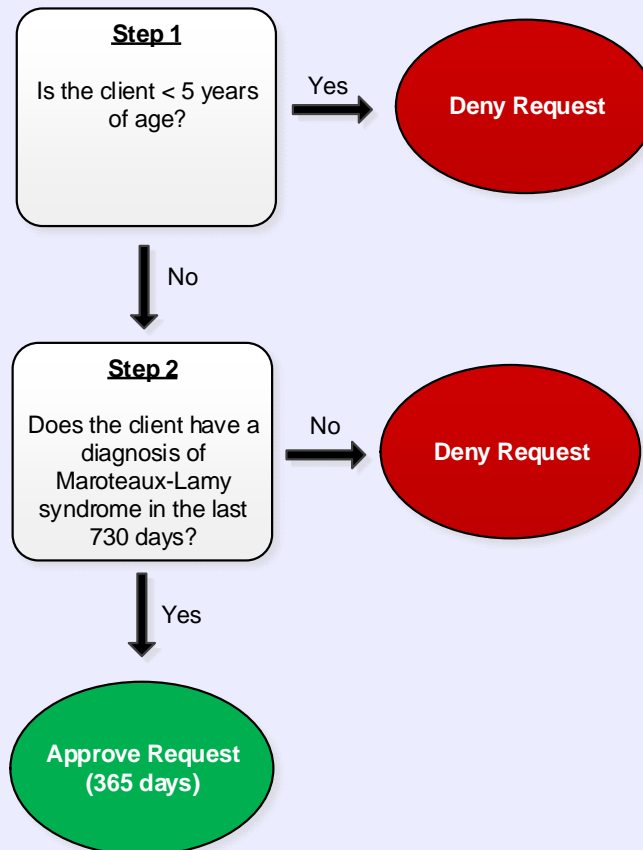 Step 1
Is the client < 5 years
of age?
Yes
Deny Request
No
Step 2
Does the client have a
diagnosis of
Maroteaux-Lamy
syndrome in the last
730 days?
No
Deny Request
Yes
Approve Request
(365 days)